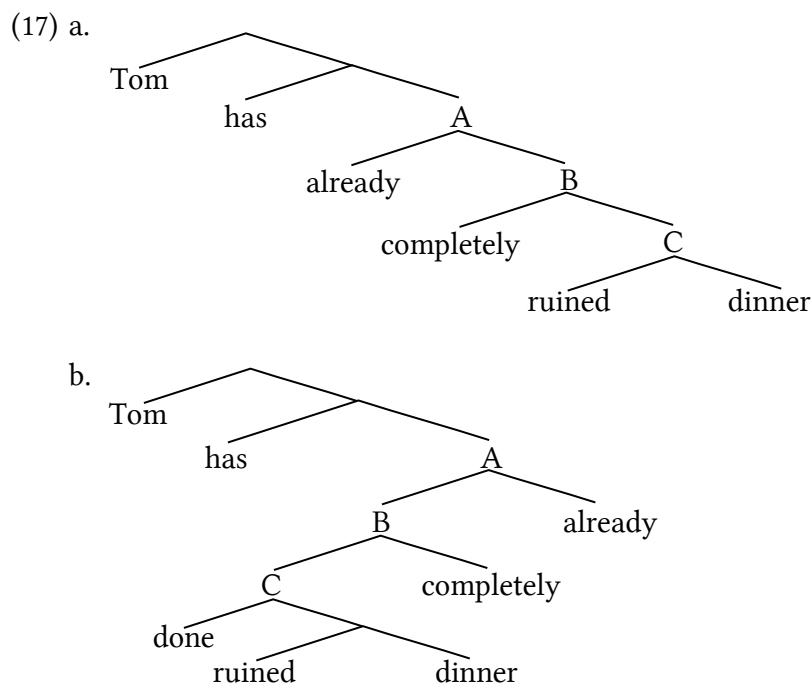 (17) a.
Tom
has
A
already
B
completely
C
ruined dinner
b.
Tom
has
A
B
already
C
completely
done
ruined dinner